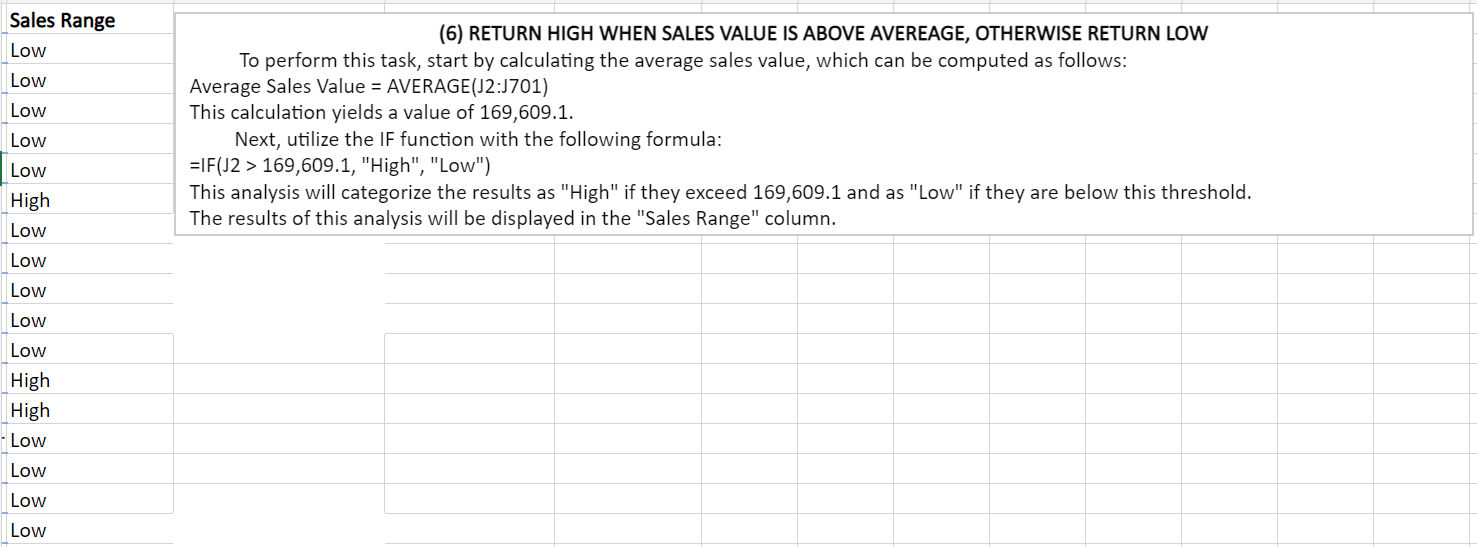 Sales Range
Low
Low
Low
Low
Low
High
Low
Low
Low
Low
Low
High
High
Low
Low
Low
Low
(6) RETURN HIGH WHEN SALES VALUE IS ABOVE AVEREAGE, OTHERWISE RETURN LOW
To perform this task, start by calculating the average sales value, which can be computed as follows:
Average Sales Value = AVERAGE(J2:J701)
This calculation yields a value of 169,609.1.
Next, utilize the IF function with the following formula:
=IF(J2 > 169,609.1, "High", "Low")
This analysis will categorize the results as "High" if they exceed 169,609.1 and as "Low" if they are below this threshold.
The results of this analysis will be displayed in the "Sales Range" column.